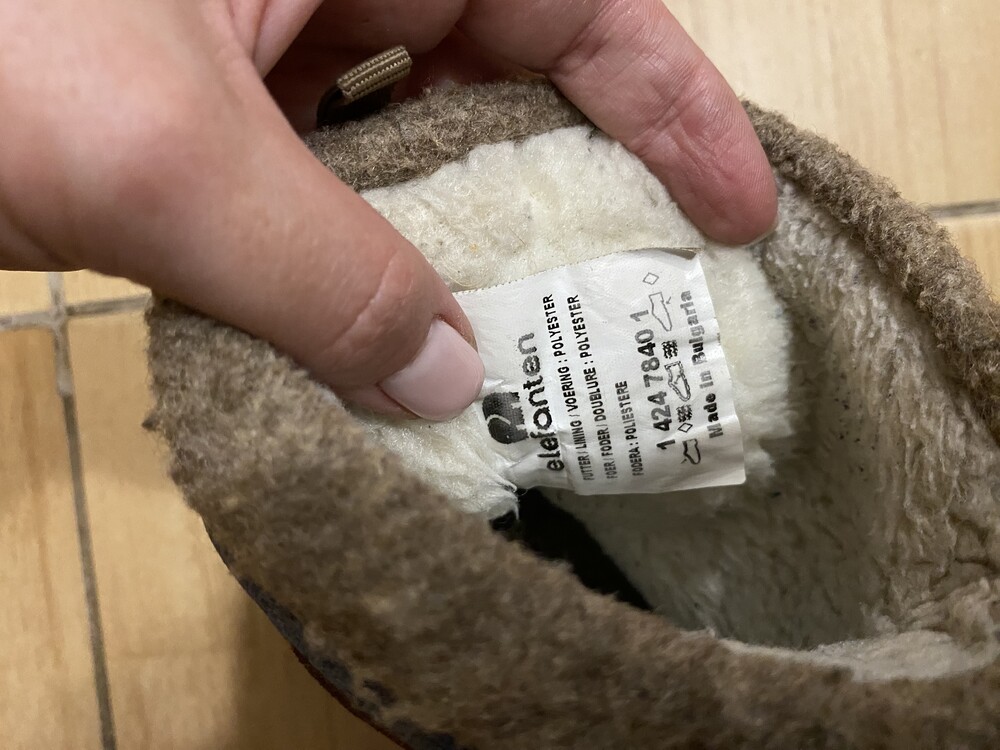 elefanten
FUTTER / LINING / VOERING : POLYESTER
FOER / FODER / DOUBLURE : POLYESTER
FODERA : POLIESTERE
1 424 7840 1
Made in Bulgaria